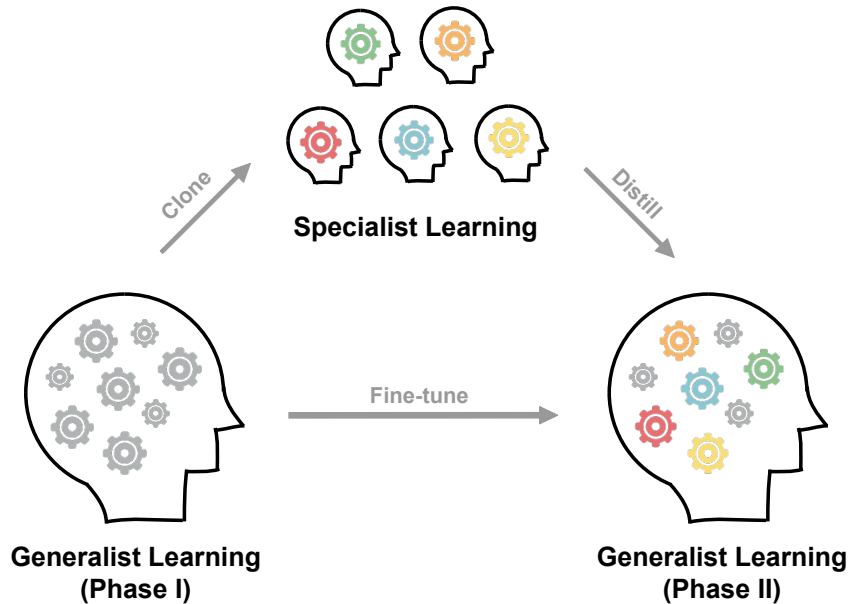 Clone
Distill
Specialist Learning
Fine-tune
Generalist Learning
(Phase I)
Generalist Learning
(Phase II)